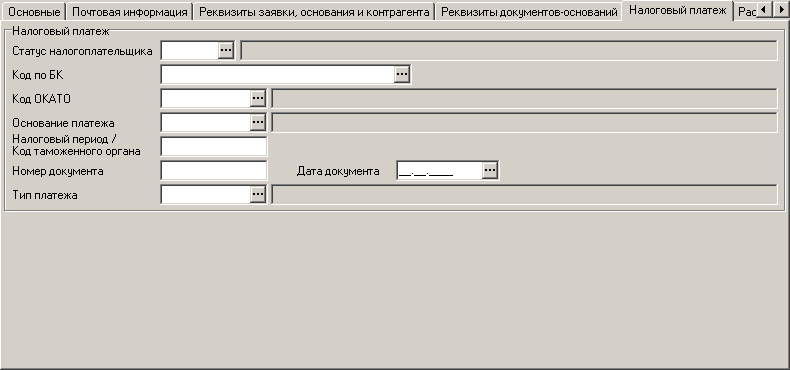 Основные Почтовая информация Реквизиты заявки, основания и контрагента Реквизиты документов-оснований Налоговый платеж Рас
Налоговый платеж
Статус налогоплательщика
Код по БК
Код ОКАТО
Основание платежа
Налоговый период /
Код таможенного органа
Номер документа Дата документа __.__.____
Тип платежа